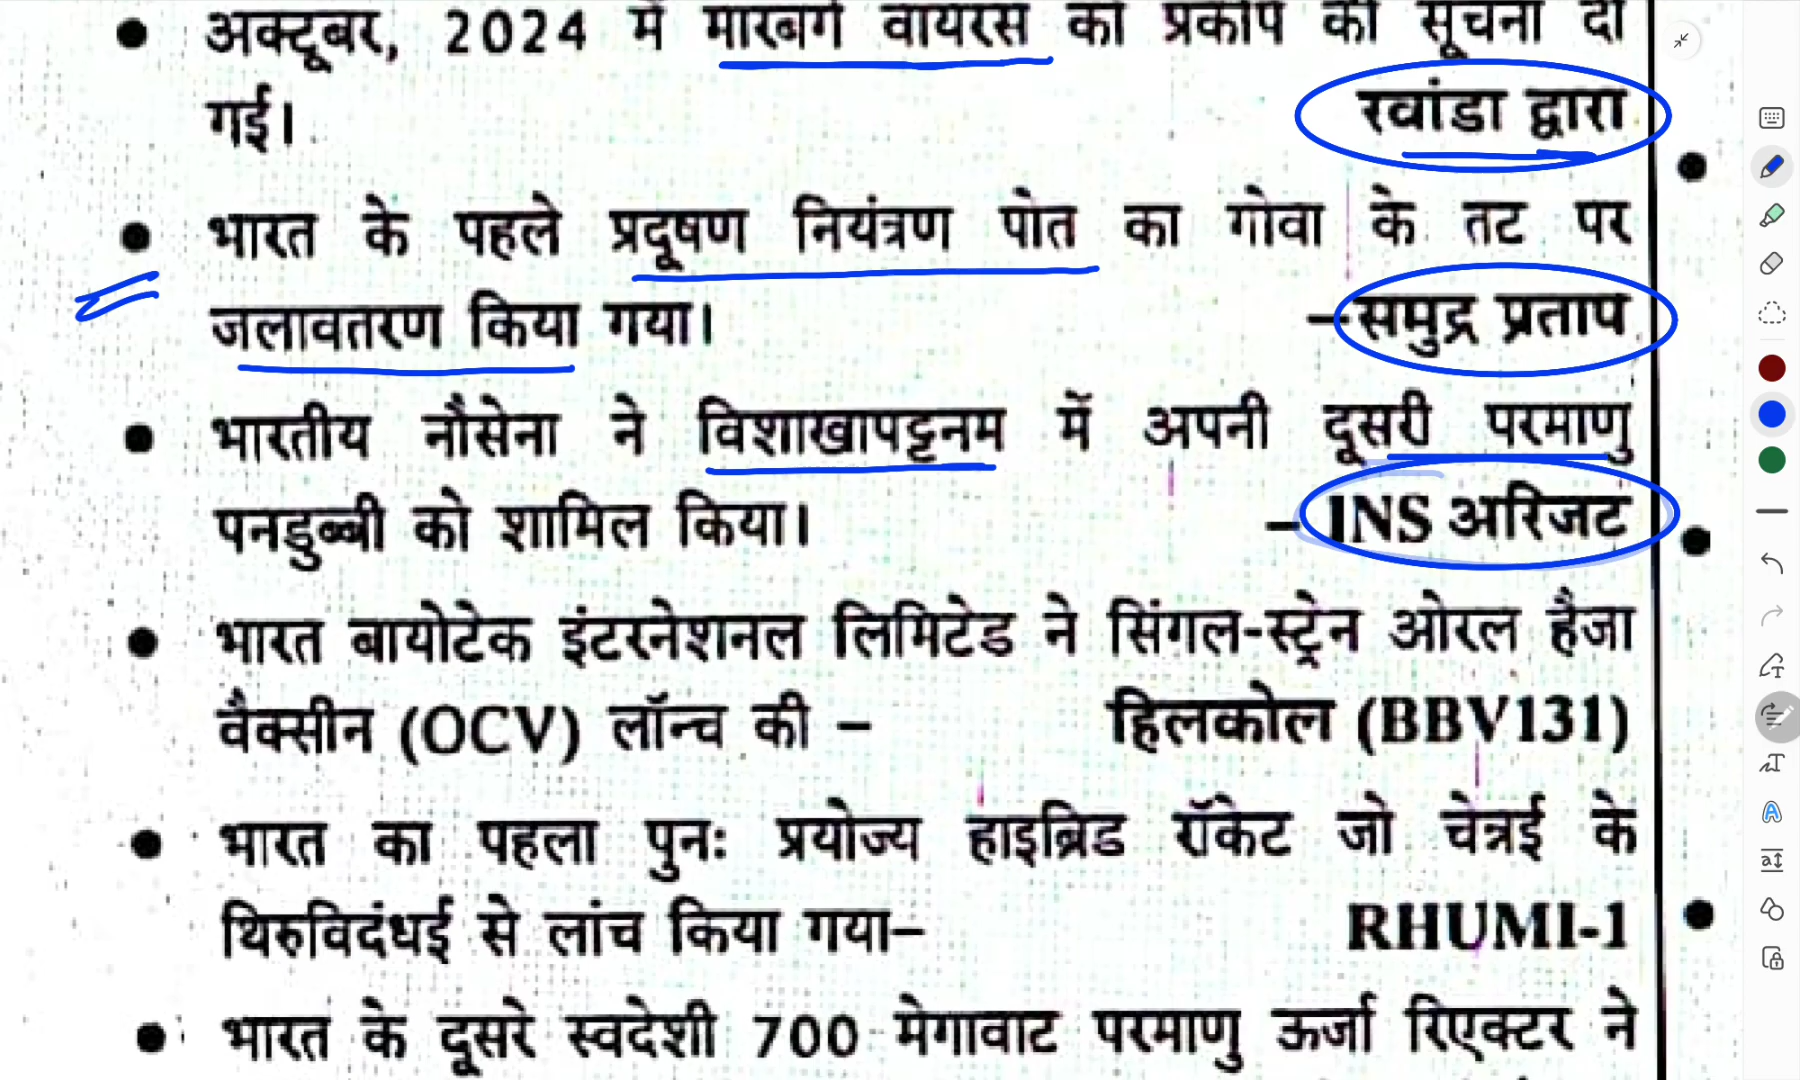 अक्टूबर, 2024 में मारबर्ग वायरस का प्रकोप की सूचना दी
गई। रवांडा द्वारा
भारत के पहले प्रदूषण नियंत्रण पोत का गोवा के तट पर
जलावतरण किया गया। –समुद्र प्रताप
भारतीय नौसेना ने विशाखापट्टनम में अपनी दूसरी परमाणु
पनडुब्बी को शामिल किया। – INS अरिजट
भारत बायोटेक इंटरनेशनल लिमिटेड ने सिंगल-स्ट्रेन ओरल हैजा
वैक्सीन (OCV) लॉन्च की – हिलकोल (BBV131)
भारत का पहला पुनः प्रयोज्य हाइब्रिड रॉकेट जो चेन्नई के
थिरुविदंधई से लांच किया गया– RHUMI-1
भारत के दूसरे स्वदेशी 700 मेगावाट परमाणु ऊर्जा रिएक्टर ने